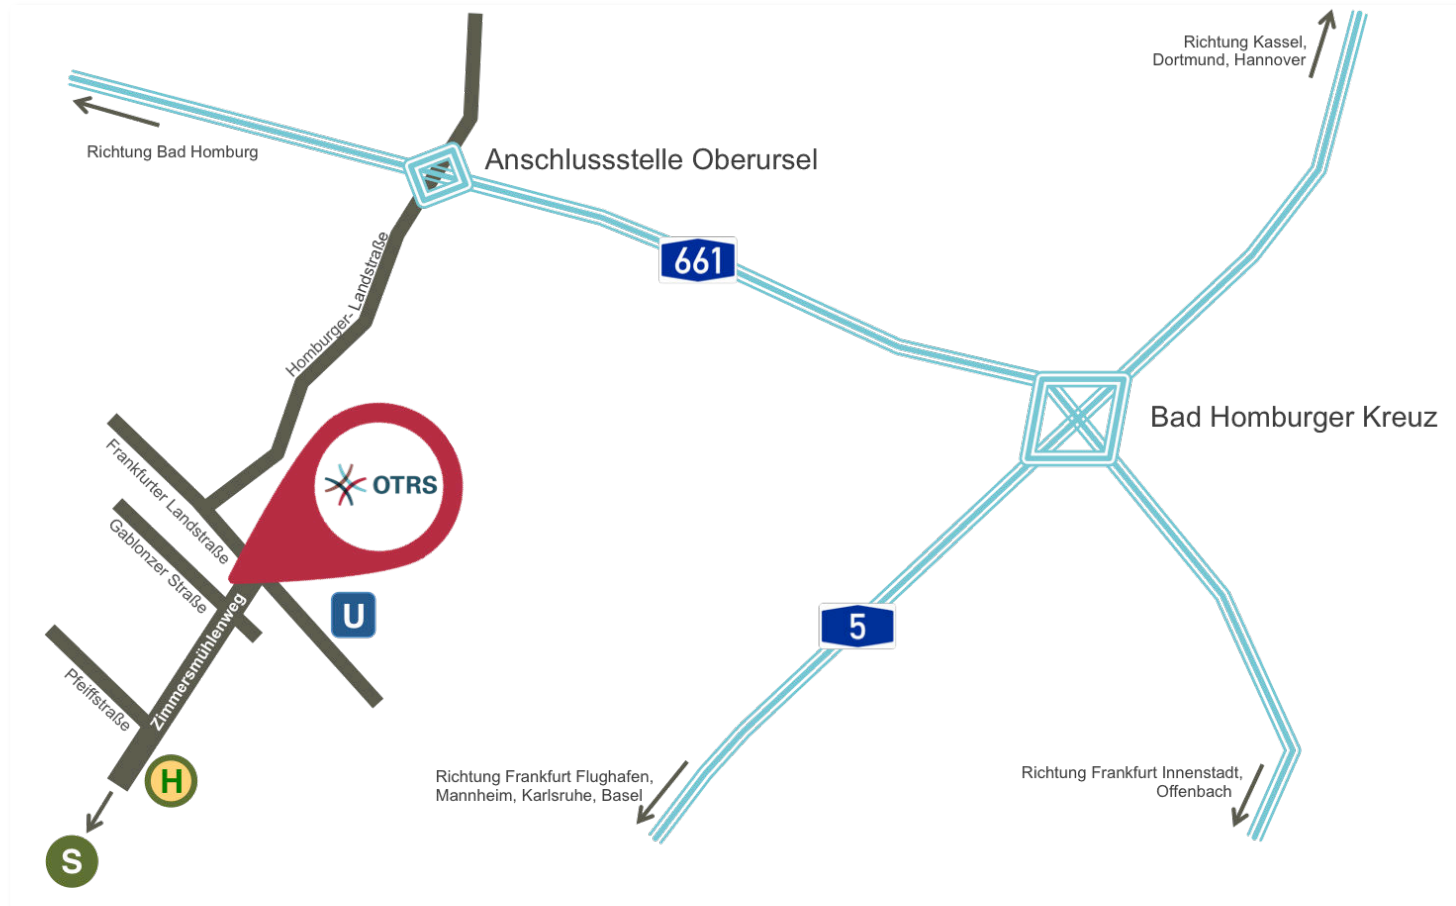 Richtung Kassel,
Dortmund, Hannover
Richtung Bad Homburg
Anschlussstelle Oberursel
661
Homburger- Landstraße
Bad Homburger Kreuz
OTRS
Frankfurter Landstraße
Gablonzer Straße
U
5
Zimmersmühlenweg
Pfeiffstraße
H
Richtung Frankfurt Flughafen,
Mannheim, Karlsruhe, Basel
Richtung Frankfurt Innenstadt,
Offenbach
S